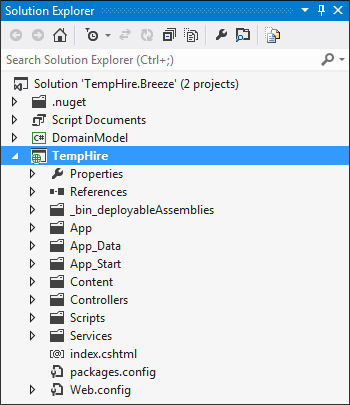 Solution Explorer
Search Solution Explorer (Ctrl+;)
Solution 'TempHire.Breeze' (2 projects)
.nuget
Script Documents
C# DomainModel
TempHire
Properties
References
_bin_deployableAssemblies
App
App_Data
App_Start
Content
Controllers
Scripts
Services
[@] index.cshtml
packages.config
Web.config